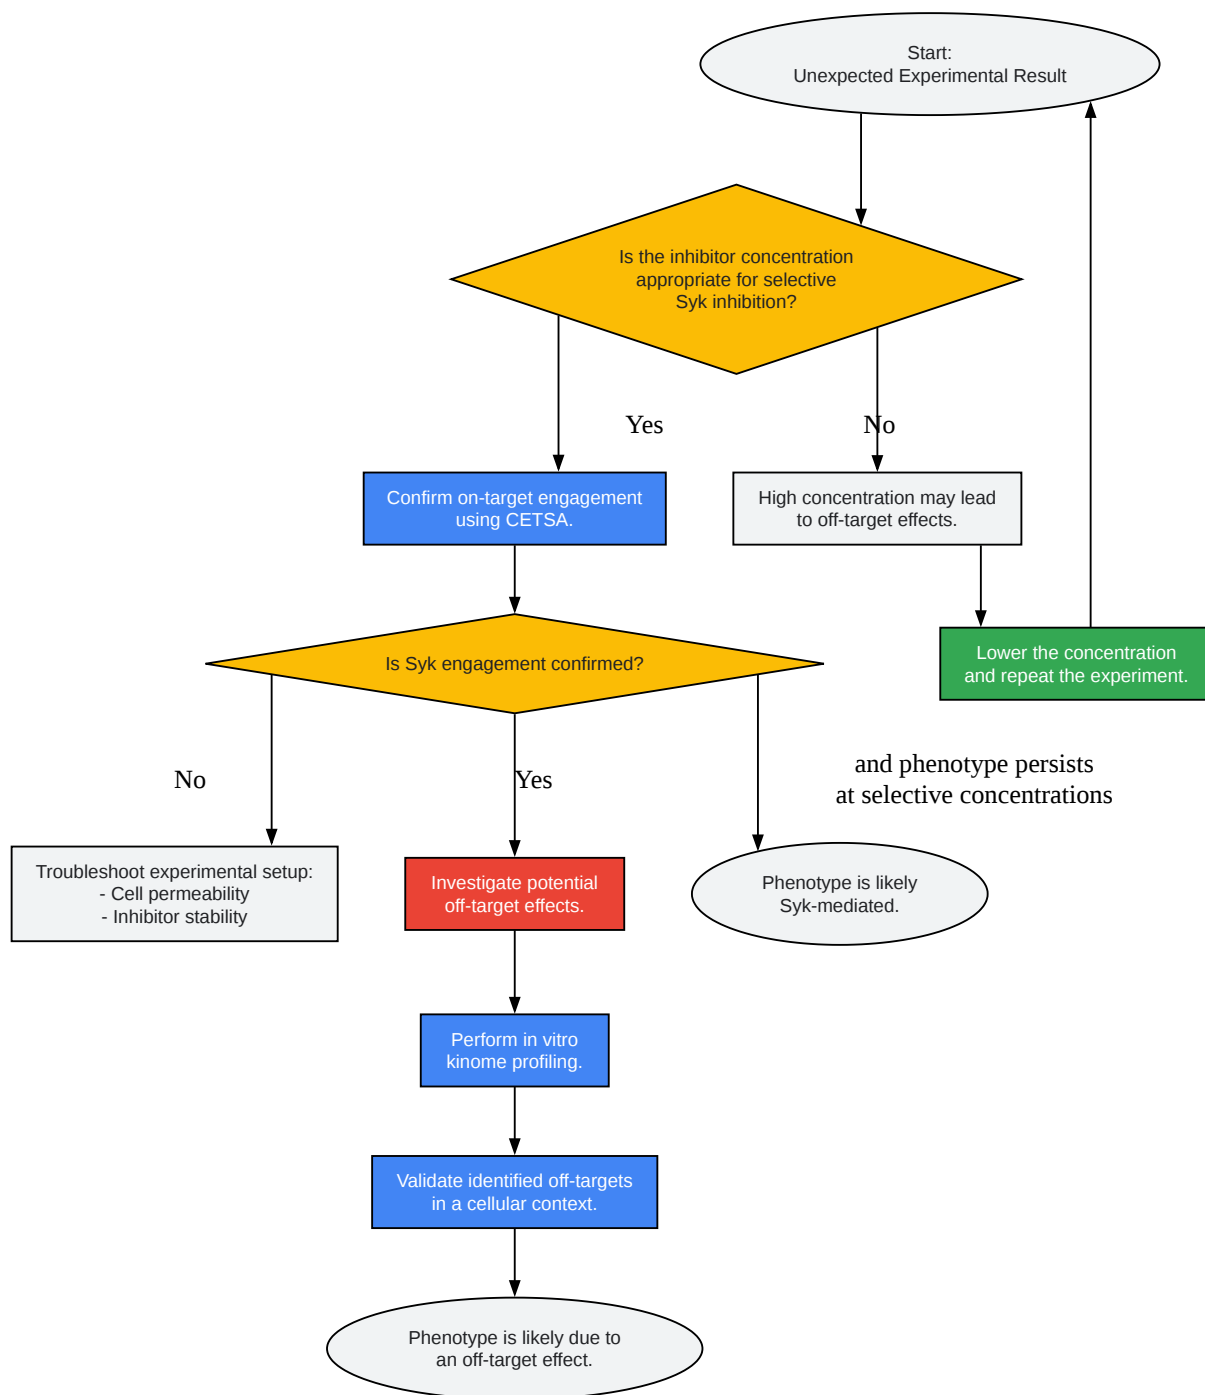 Start:
Unexpected Experimental Result
Is the inhibitor concentration
appropriate for selective
Syk inhibition?
Yes
No
Confirm on-target engagement
using CETSA.
High concentration may lead
to off-target effects.
Is Syk engagement confirmed?
Lower the concentration
and repeat the experiment.
No
Yes
and phenotype persists
at selective concentrations
Troubleshoot experimental setup:
- Cell permeability
- Inhibitor stability
Investigate potential
off-target effects.
Phenotype is likely
Syk-mediated.
Perform in vitro
kinome profiling.
Validate identified off-targets
in a cellular context.
Phenotype is likely due to
an off-target effect.